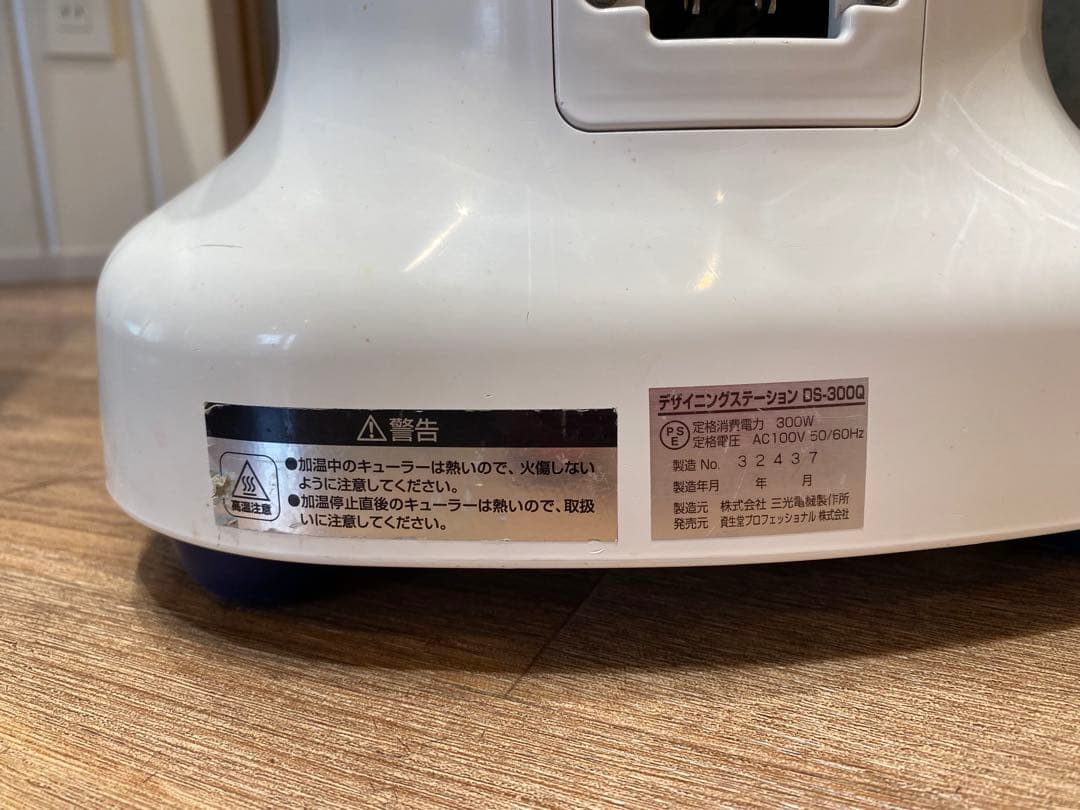 警告
高温注意
●加温中のキューラーは熱いので、火傷しない
ように注意してください。
●加温停止直後のキューラーは熱いので、取扱
いに注意してください。
デザイニングステーション DS-300Q
PSE
定格消費電力 300W
定格電圧 AC100V 50/60Hz
製造 No. 32437
製造年月 年 月
製造元 株式会社 三光電機製作所
発売元 資生堂プロフェッショナル 株式会社